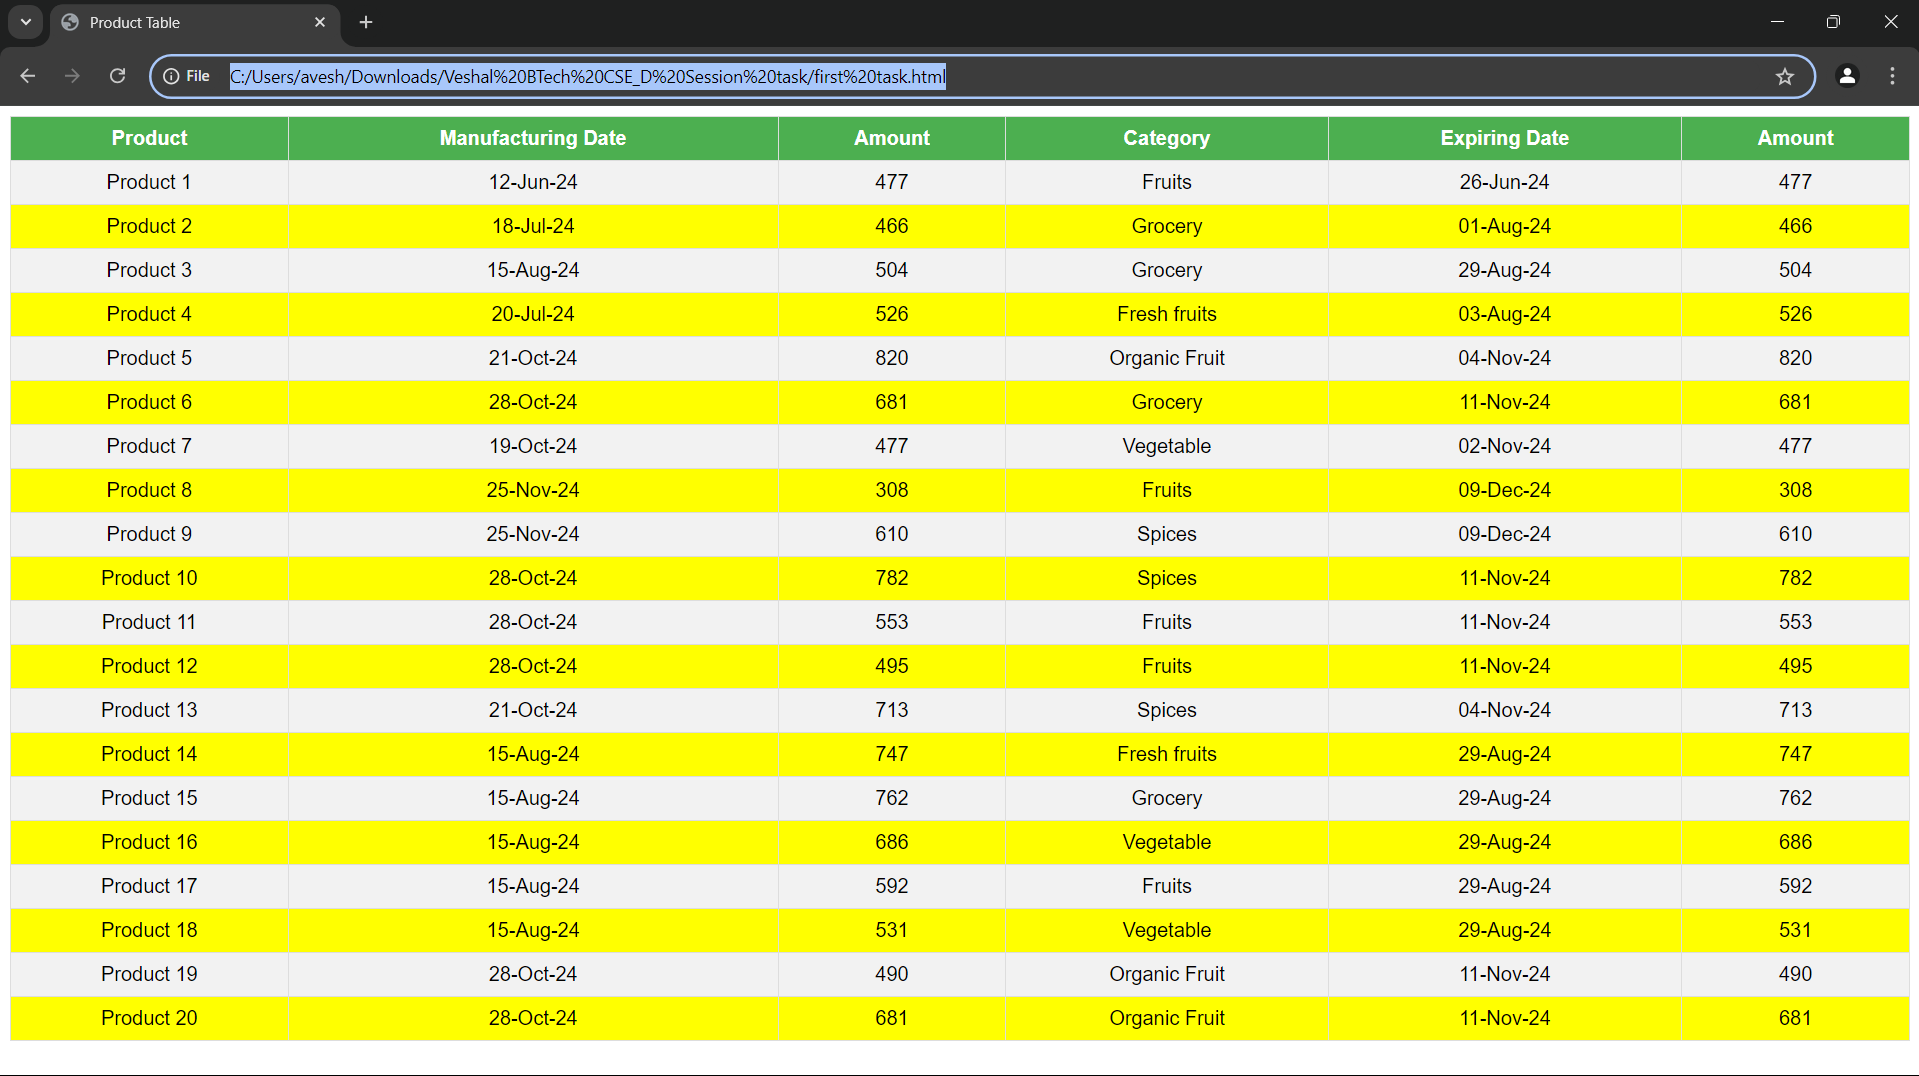 Product Table
File C:/Users/avesh/Downloads/Veshal%20BTech%20CSE_D%20Session%20task/first%20task.html
Product Manufacturing Date Amount Category Expiring Date Amount
Product 1 12-Jun-24 477 Fruits 26-Jun-24 477
Product 2 18-Jul-24 466 Grocery 01-Aug-24 466
Product 3 15-Aug-24 504 Grocery 29-Aug-24 504
Product 4 20-Jul-24 526 Fresh fruits 03-Aug-24 526
Product 5 21-Oct-24 820 Organic Fruit 04-Nov-24 820
Product 6 28-Oct-24 681 Grocery 11-Nov-24 681
Product 7 19-Oct-24 477 Vegetable 02-Nov-24 477
Product 8 25-Nov-24 308 Fruits 09-Dec-24 308
Product 9 25-Nov-24 610 Spices 09-Dec-24 610
Product 10 28-Oct-24 782 Spices 11-Nov-24 782
Product 11 28-Oct-24 553 Fruits 11-Nov-24 553
Product 12 28-Oct-24 495 Fruits 11-Nov-24 495
Product 13 21-Oct-24 713 Spices 04-Nov-24 713
Product 14 15-Aug-24 747 Fresh fruits 29-Aug-24 747
Product 15 15-Aug-24 762 Grocery 29-Aug-24 762
Product 16 15-Aug-24 686 Vegetable 29-Aug-24 686
Product 17 15-Aug-24 592 Fruits 29-Aug-24 592
Product 18 15-Aug-24 531 Vegetable 29-Aug-24 531
Product 19 28-Oct-24 490 Organic Fruit 11-Nov-24 490
Product 20 28-Oct-24 681 Organic Fruit 11-Nov-24 681